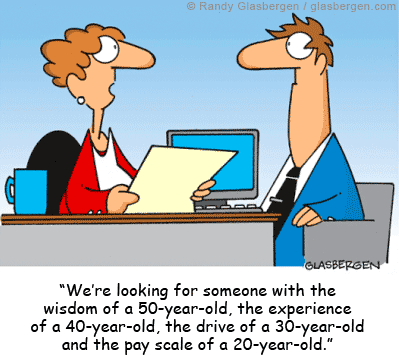 © Randy Glasbergen / glasbergen.com
GLASBERGEN
“We’re looking for someone with the
wisdom of a 50-year-old, the experience
of a 40-year-old, the drive of a 30-year-old
and the pay scale of a 20-year-old.”